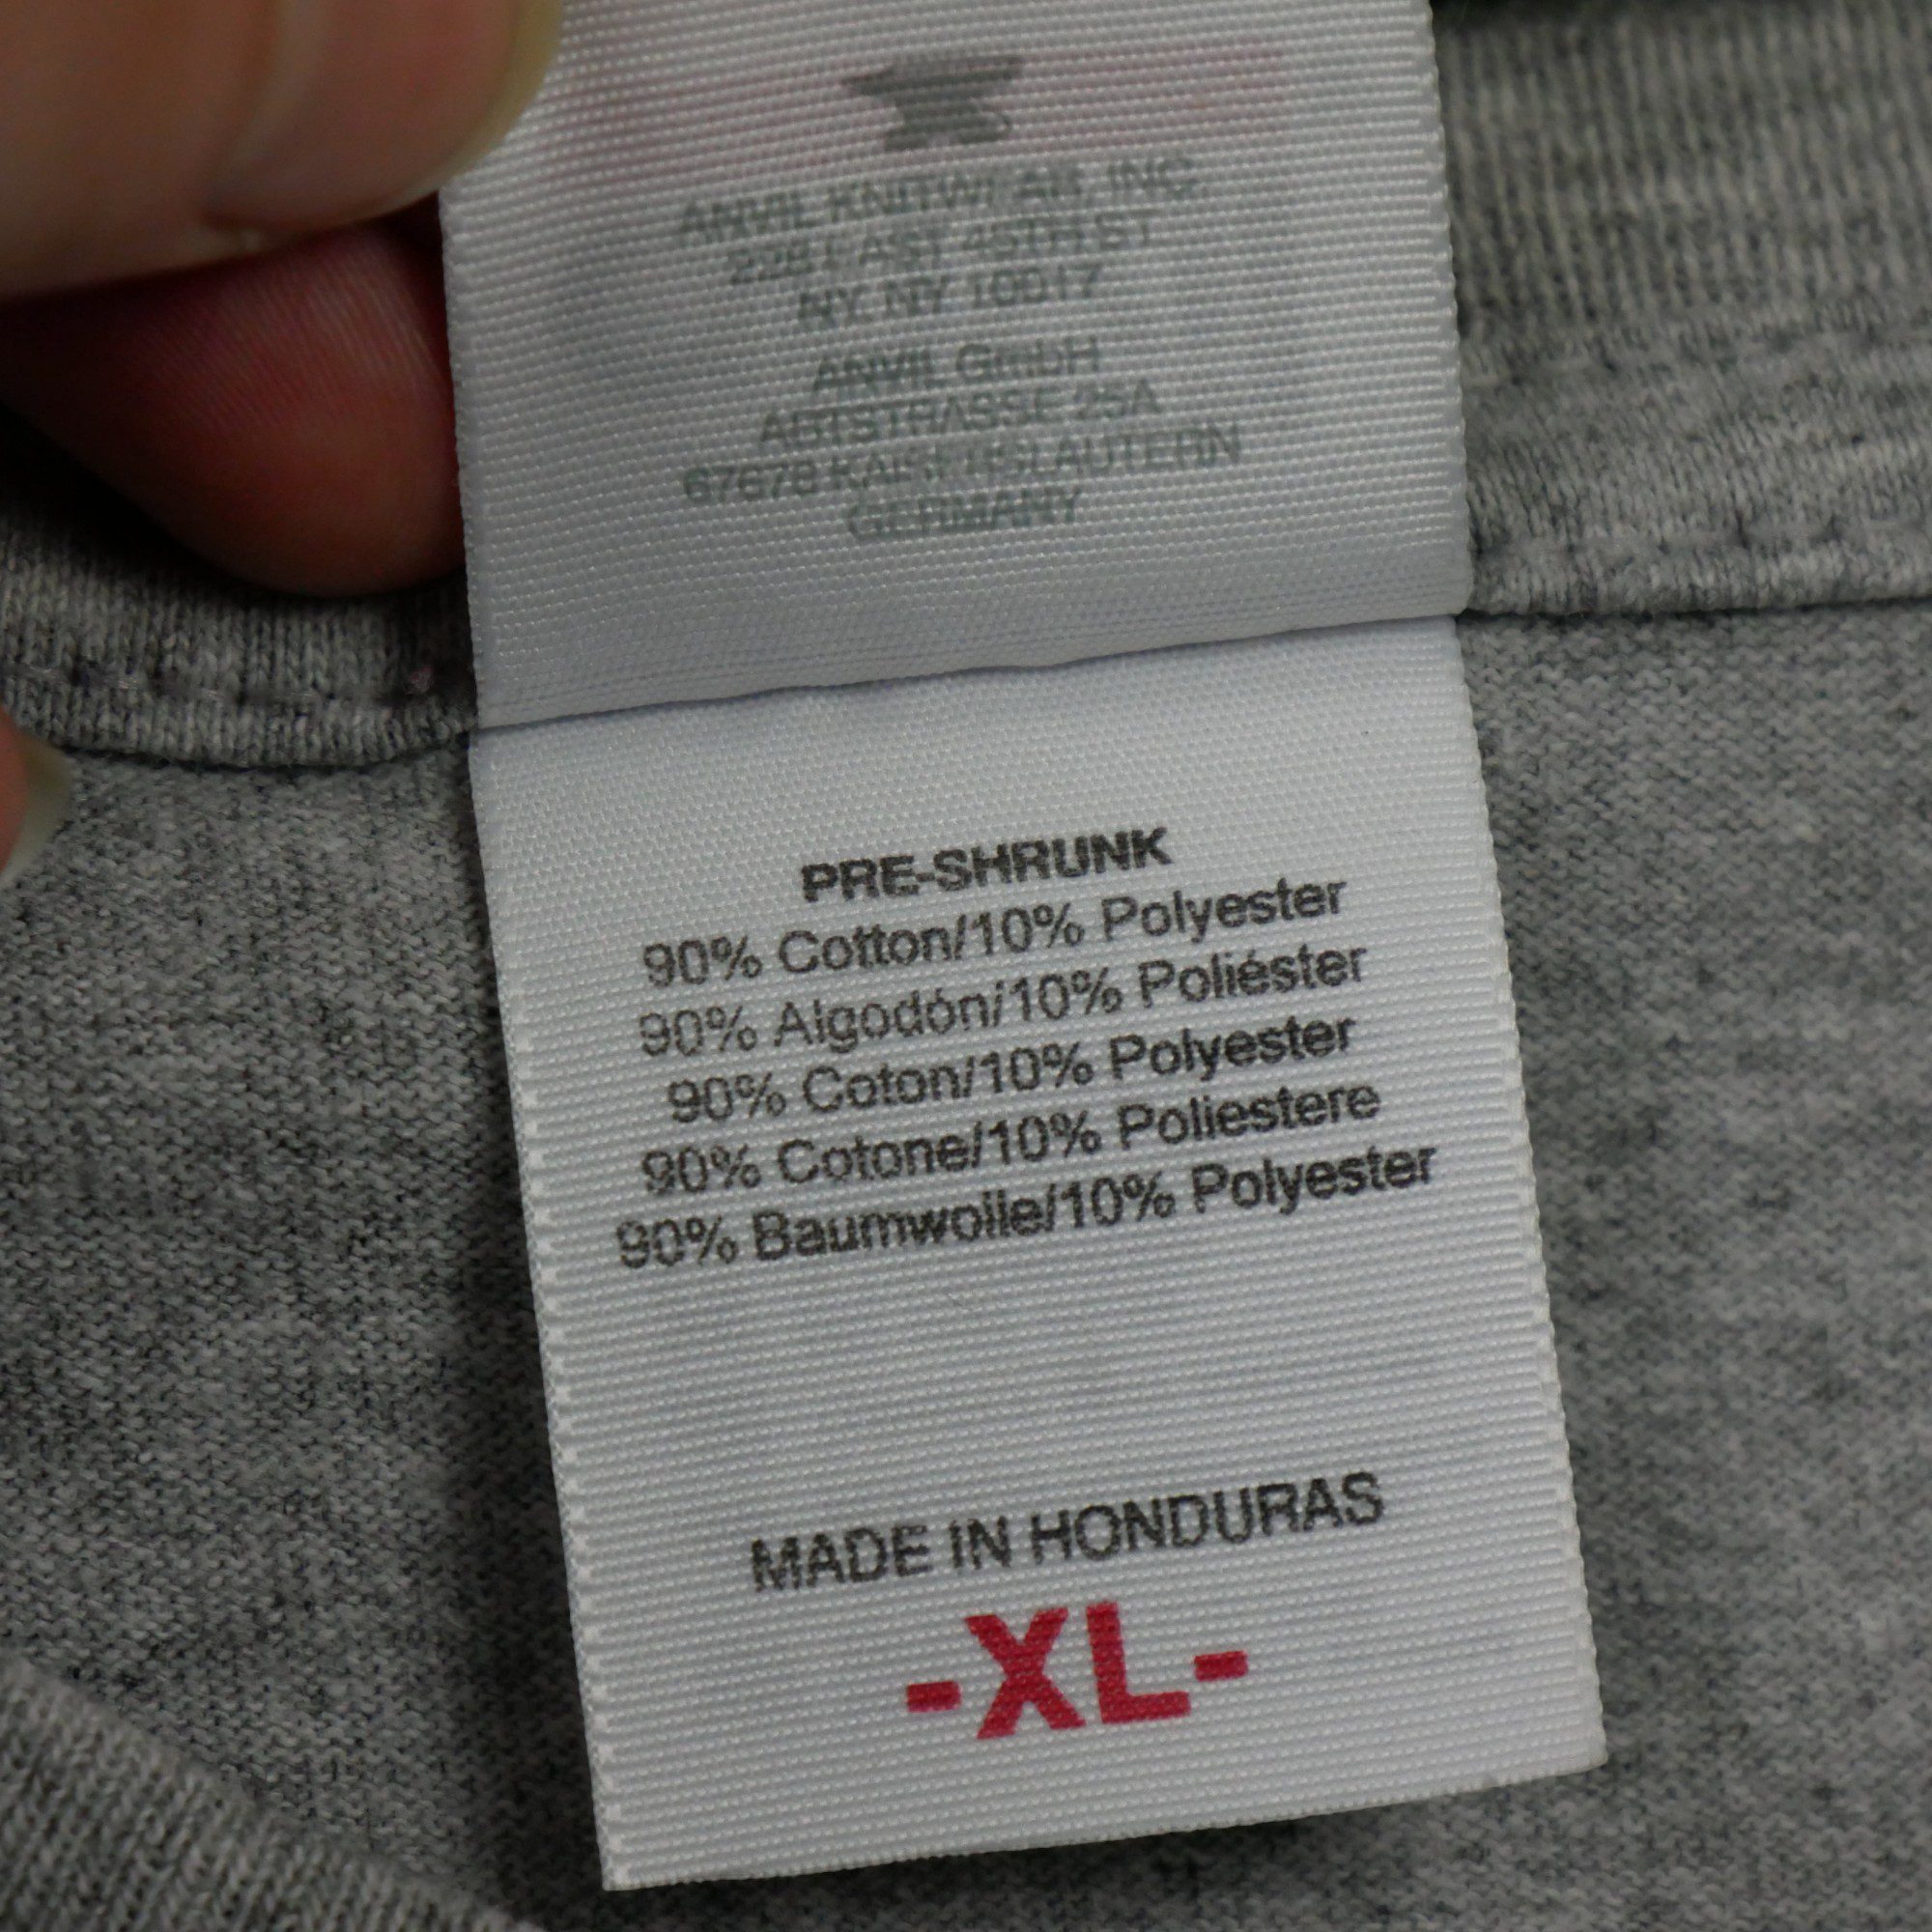 ANVIL KNITWEAR, INC.
228 EAST 45TH ST
NY, NY 10017
ANVIL GmbH
ABTSTRASSE 25A
67678 KAISERSLAUTERN
GERMANY
PRE-SHRUNK
90% Cotton/10% Polyester
90% Algodón/10% Poliéster
90% Coton/10% Polyester
90% Cotone/10% Poliestere
90% Baumwolle/10% Polyester
MADE IN HONDURAS
-XL-